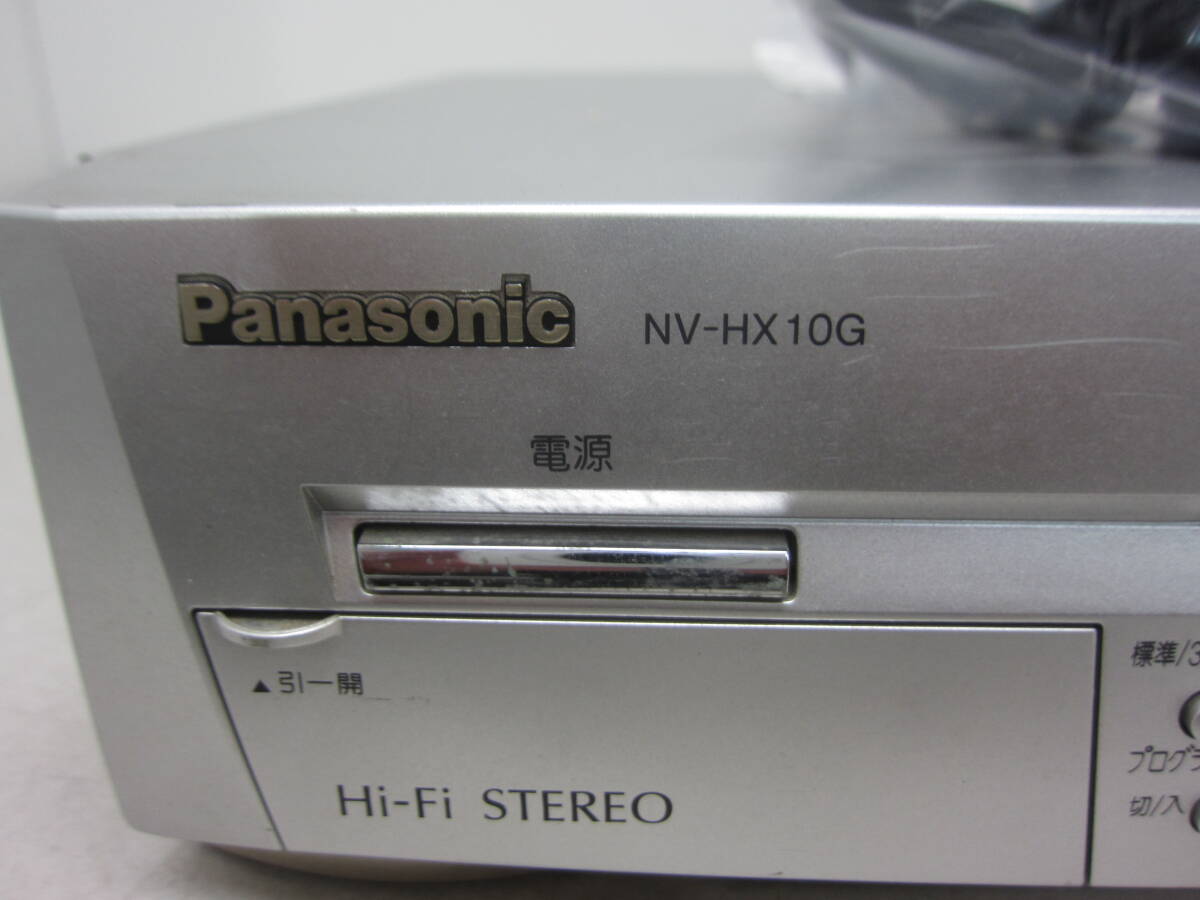 Panasonic NV-HX10G
電源
▲引一開
Hi-Fi STEREO
標準/3
プログラ
切/入